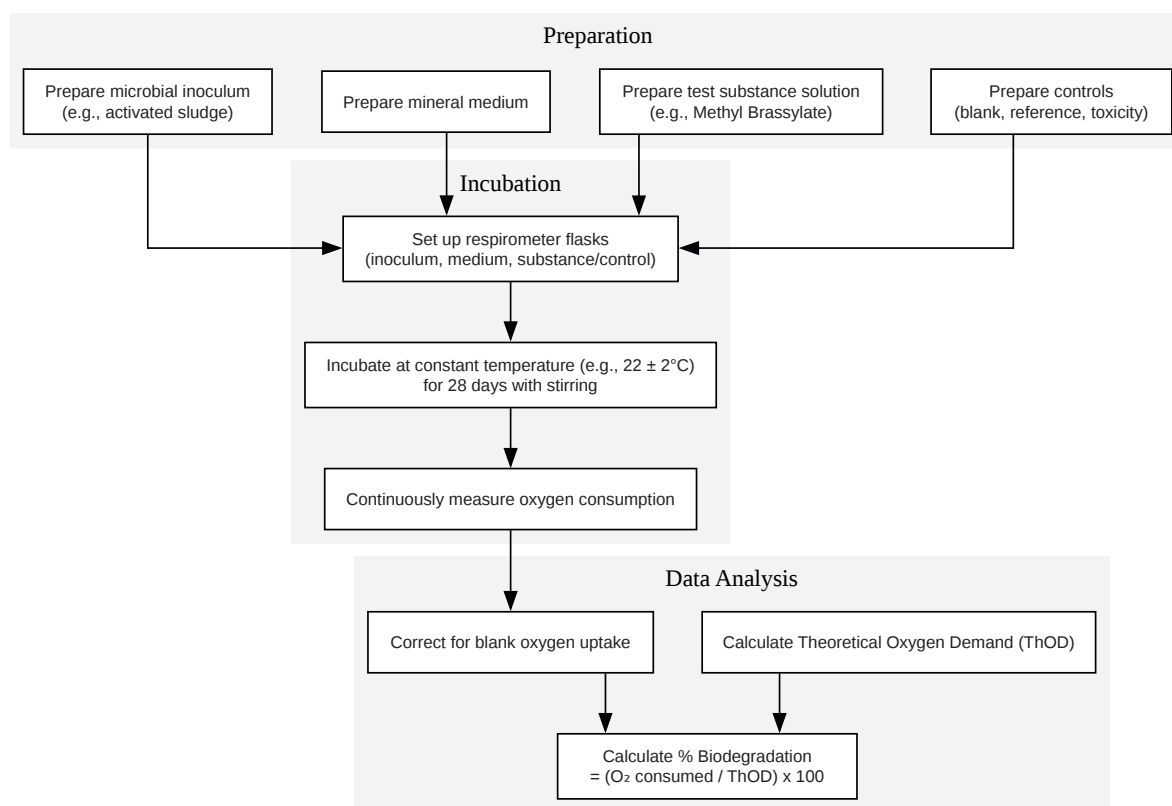 Preparation
Prepare microbial inoculum
(e.g., activated sludge)
Prepare mineral medium
Prepare test substance solution
(e.g., Methyl Brassylate)
Prepare controls
(blank, reference, toxicity)
Incubation
Set up respirometer flasks
(inoculum, medium, substance/control)
Incubate at constant temperature (e.g., 22 ± 2°C)
for 28 days with stirring
Continuously measure oxygen consumption
Data Analysis
Correct for blank oxygen uptake
Calculate Theoretical Oxygen Demand (ThOD)
Calculate % Biodegradation
= (O₂ consumed / ThOD) x 100